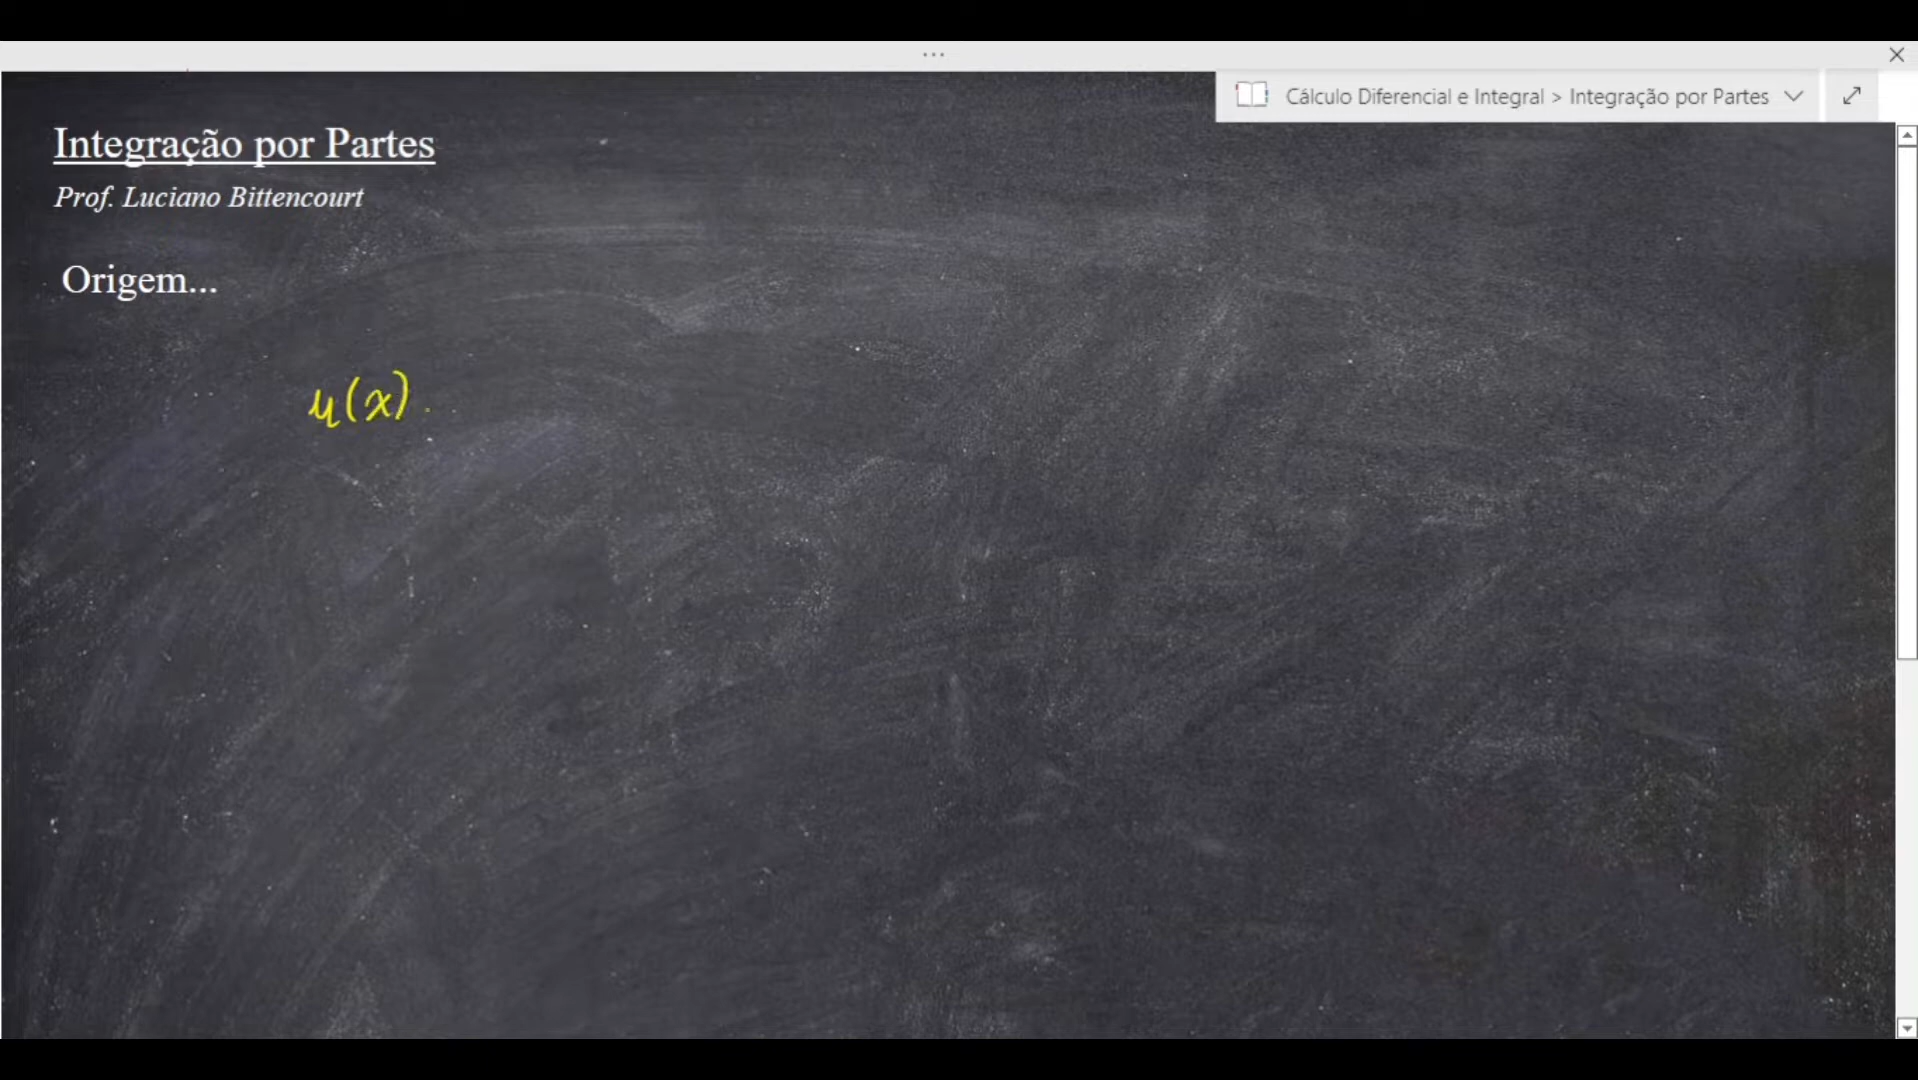 Cálculo Diferencial e Integral > Integração por Partes
Integração por Partes
Prof. Luciano Bittencourt
Origem...
u(x).